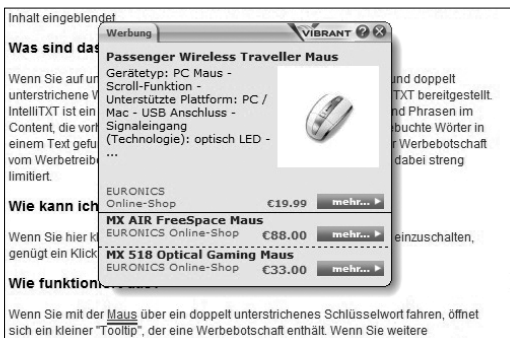 Inhalt eingeblendet
Werbung
VIBRANT
Was sind das
Passenger Wireless Traveller Maus
Gerätetyp: PC Maus -
Scroll-Funktion -
Unterstützte Plattform: PC /
Mac - USB Anschluss -
Signaleingang
(Technologie): optisch LED -
...
EURONICS
Online-Shop €19.99 mehr...
MX AIR FreeSpace Maus
EURONICS Online-Shop €88.00 mehr...
MX 518 Optical Gaming Maus
EURONICS Online-Shop €33.00 mehr...
Wenn Sie auf und doppelt
unterstrichene TXT bereitgestellt.
IntelliTXT ist ein nd Phrasen im
Content, die vorh ebuchte Wörter in
einem Text gefu r Werbebotschaft
vom Werbetreibe dabei streng
limitiert.
Wie kann ich
Wenn Sie hier kl einzuschalten,
genügt ein Klick
Wie funktionier
Wenn Sie mit der Maus über ein doppelt unterstrichenes Schlüsselwort fahren, öffnet
sich ein kleiner "Tooltip", der eine Werbebotschaft enthält. Wenn Sie weitere